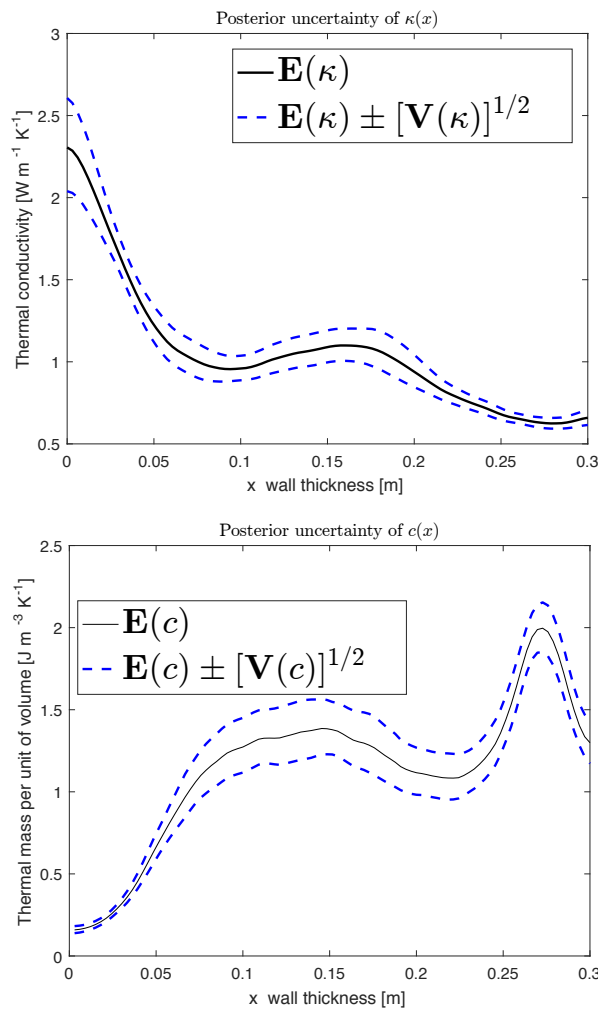 Posterior uncertainty of κ(x)
3
2.5
2
1.5
1
0.5
Thermal conductivity [W m -1 K-1]
E(κ)
E(κ) ± [V(κ)]1/2
0 0.05 0.1 0.15 0.2 0.25 0.3
x wall thickness [m]
Posterior uncertainty of c(x)
2.5
2
1.5
1
0.5
0
Thermal mass per unit of volume [J m -3 K-1]
E(c)
E(c) ± [V(c)]1/2
0 0.05 0.1 0.15 0.2 0.25 0.3
x wall thickness [m]